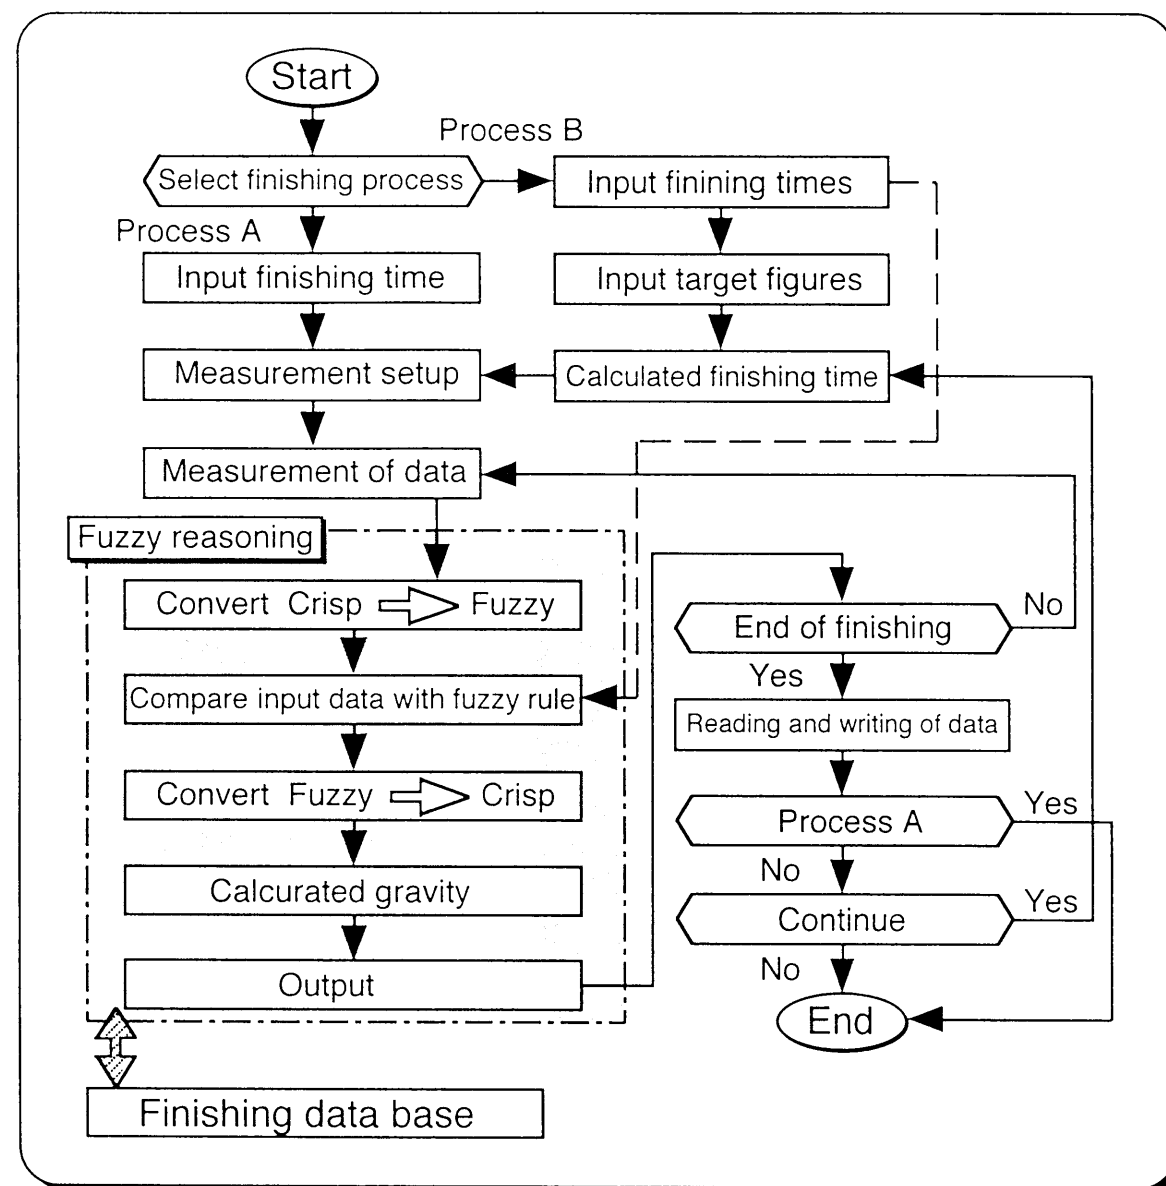 Start
Process B
Select finishing process
Input finining times
Process A
Input finishing time
Input target figures
Measurement setup
Calculated finishing time
Measurement of data
Fuzzy reasoning
Convert Crisp Fuzzy
Compare input data with fuzzy rule
Convert Fuzzy Crisp
Calcurated gravity
Output
Finishing data base
End of finishing
No
Yes
Reading and writing of data
Process A
Yes
No
Continue
Yes
No
End